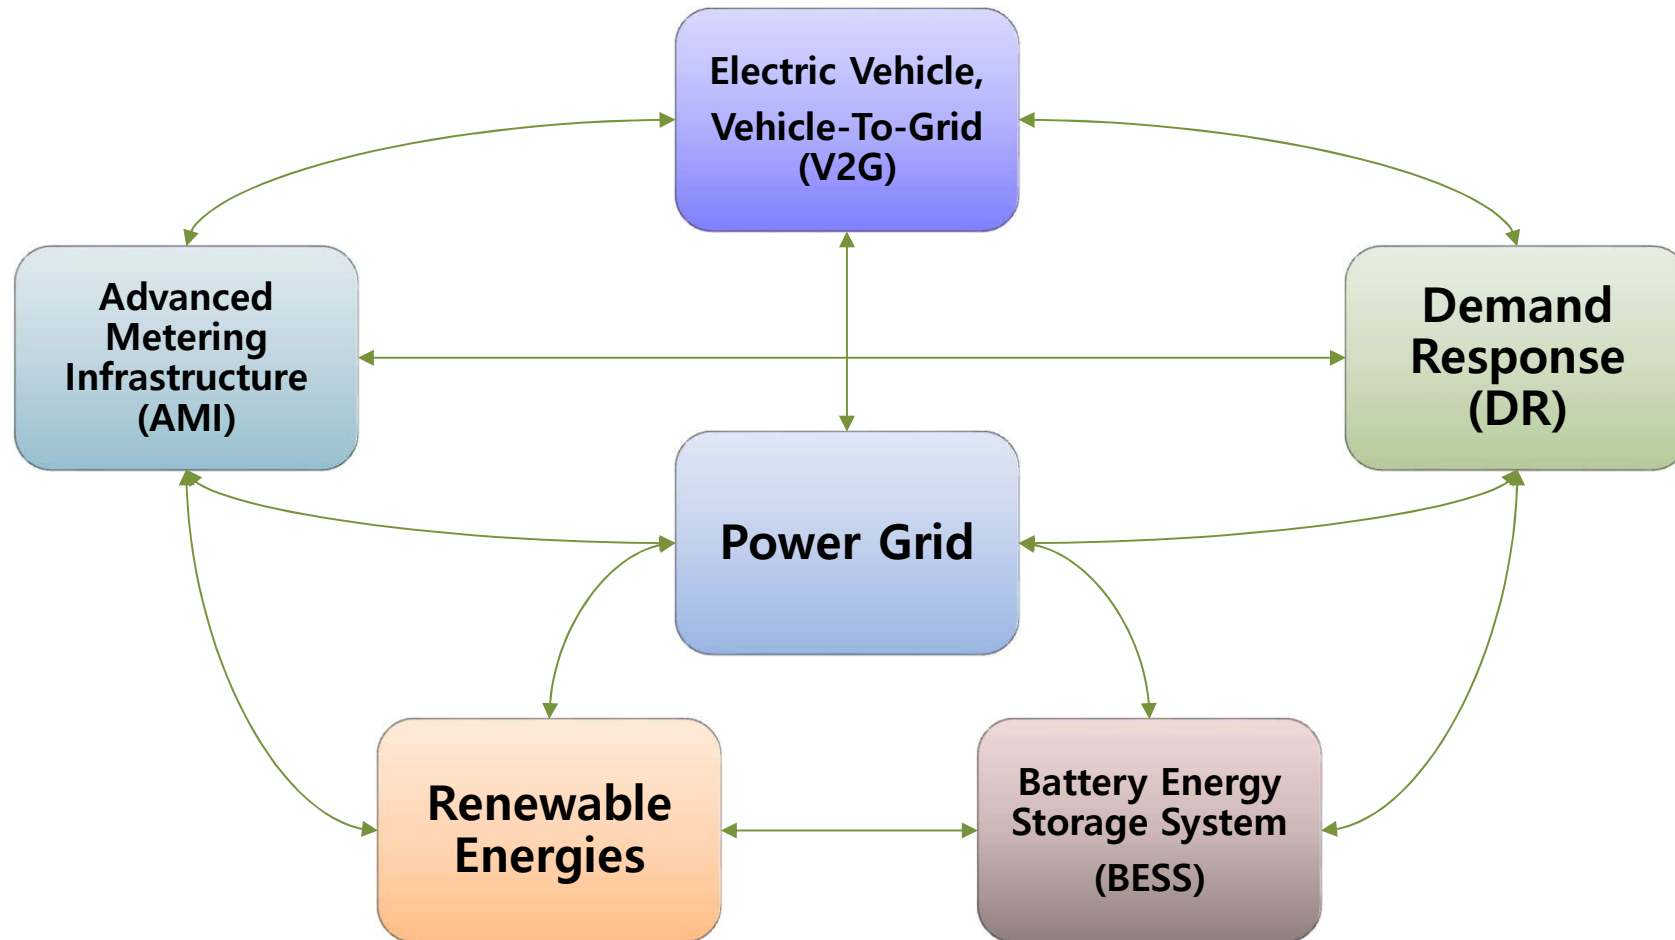 Electric Vehicle,
Vehicle-To-Grid
(V2G)
Advanced
Metering
Infrastructure
(AMI)
Demand
Response
(DR)
Power Grid
Renewable
Energies
Battery Energy
Storage System
(BESS)